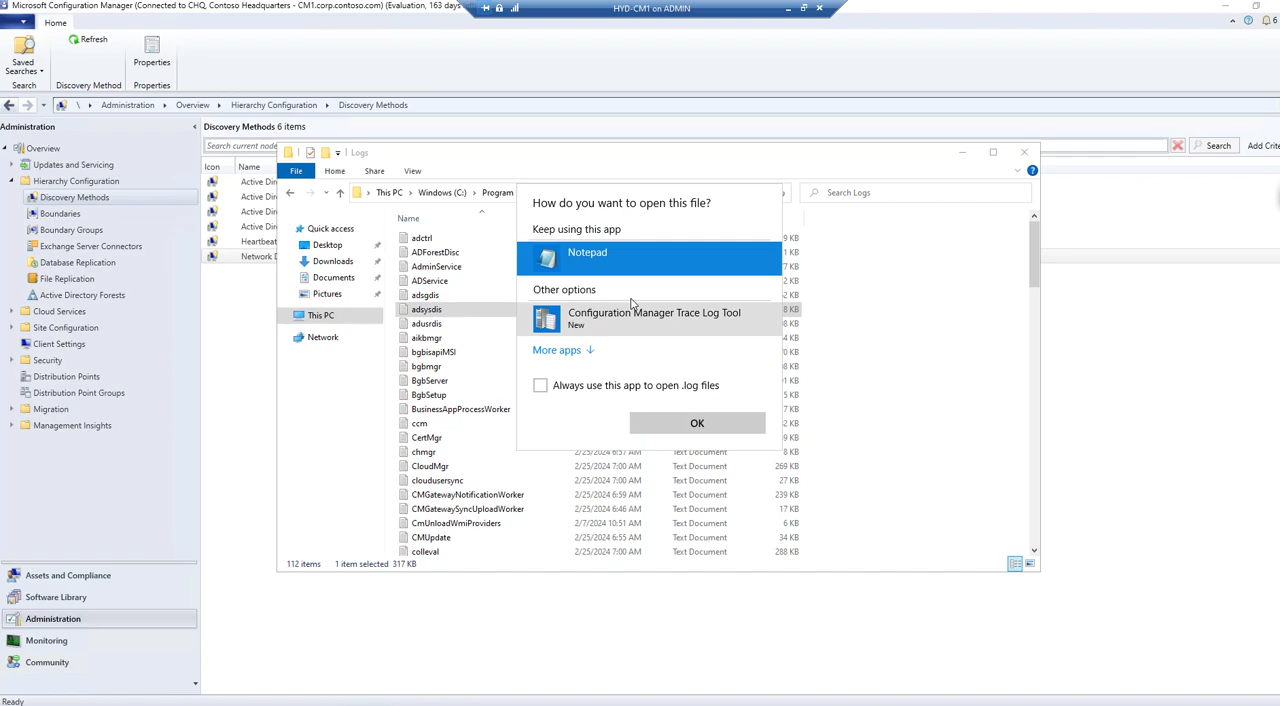 Microsoft Configuration Manager (Connected to CHQ, Contoso Headquarters - CM1.corp.contoso.com) (Evaluation, 163 days
HYD-CM1 on ADMIN
Home
6
Saved Searches
Refresh
Properties
Search
Discovery Method
Properties
\ Administration Overview Hierarchy Configuration Discovery Methods
Administration
Overview
Updates and Servicing
Hierarchy Configuration
Discovery Methods
Boundaries
Boundary Groups
Exchange Server Connectors
Database Replication
File Replication
Active Directory Forests
Cloud Services
Site Configuration
Client Settings
Security
Distribution Points
Distribution Point Groups
Migration
Management Insights
Assets and Compliance
Software Library
Administration
Monitoring
Community
Ready
Discovery Methods 6 items
Search current node
Search
Add Crite
Icon Name
Active Dir
Active Dir
Active Dir
Active Dir
Heartbeat
Network D
Logs
File Home Share View
This PC Windows (C:) Program
Search Logs
Quick access
Desktop
Downloads
Documents
Pictures
This PC
Network
Name
adctrl
ADForestDisc
AdminService
ADService
adsgdis
adsysdis
adusrdis
aikbmgr
bgbisapiMSI
bgbmgr
BgbServer
BgbSetup
BusinessAppProcessWorker
ccm
CertMgr
chmgr 2/25/2024 6:57 AM Text Document 8 KB
CloudMgr 2/25/2024 7:00 AM Text Document 269 KB
cloudusersync 2/25/2024 7:00 AM Text Document 27 KB
CMGatewayNotificationWorker 2/25/2024 6:59 AM Text Document 239 KB
CMGatewaySyncUploadWorker 2/25/2024 6:46 AM Text Document 17 KB
CmUnloadWmiProviders 2/7/2024 10:51 AM Text Document 6 KB
CMUpdate 2/25/2024 6:55 AM Text Document 34 KB
colleval 2/25/2024 7:00 AM Text Document 288 KB
112 items 1 item selected 317 KB
How do you want to open this file?
Keep using this app
Notepad
Other options
Configuration Manager Trace Log Tool
New
More apps
Always use this app to open .log files
OK